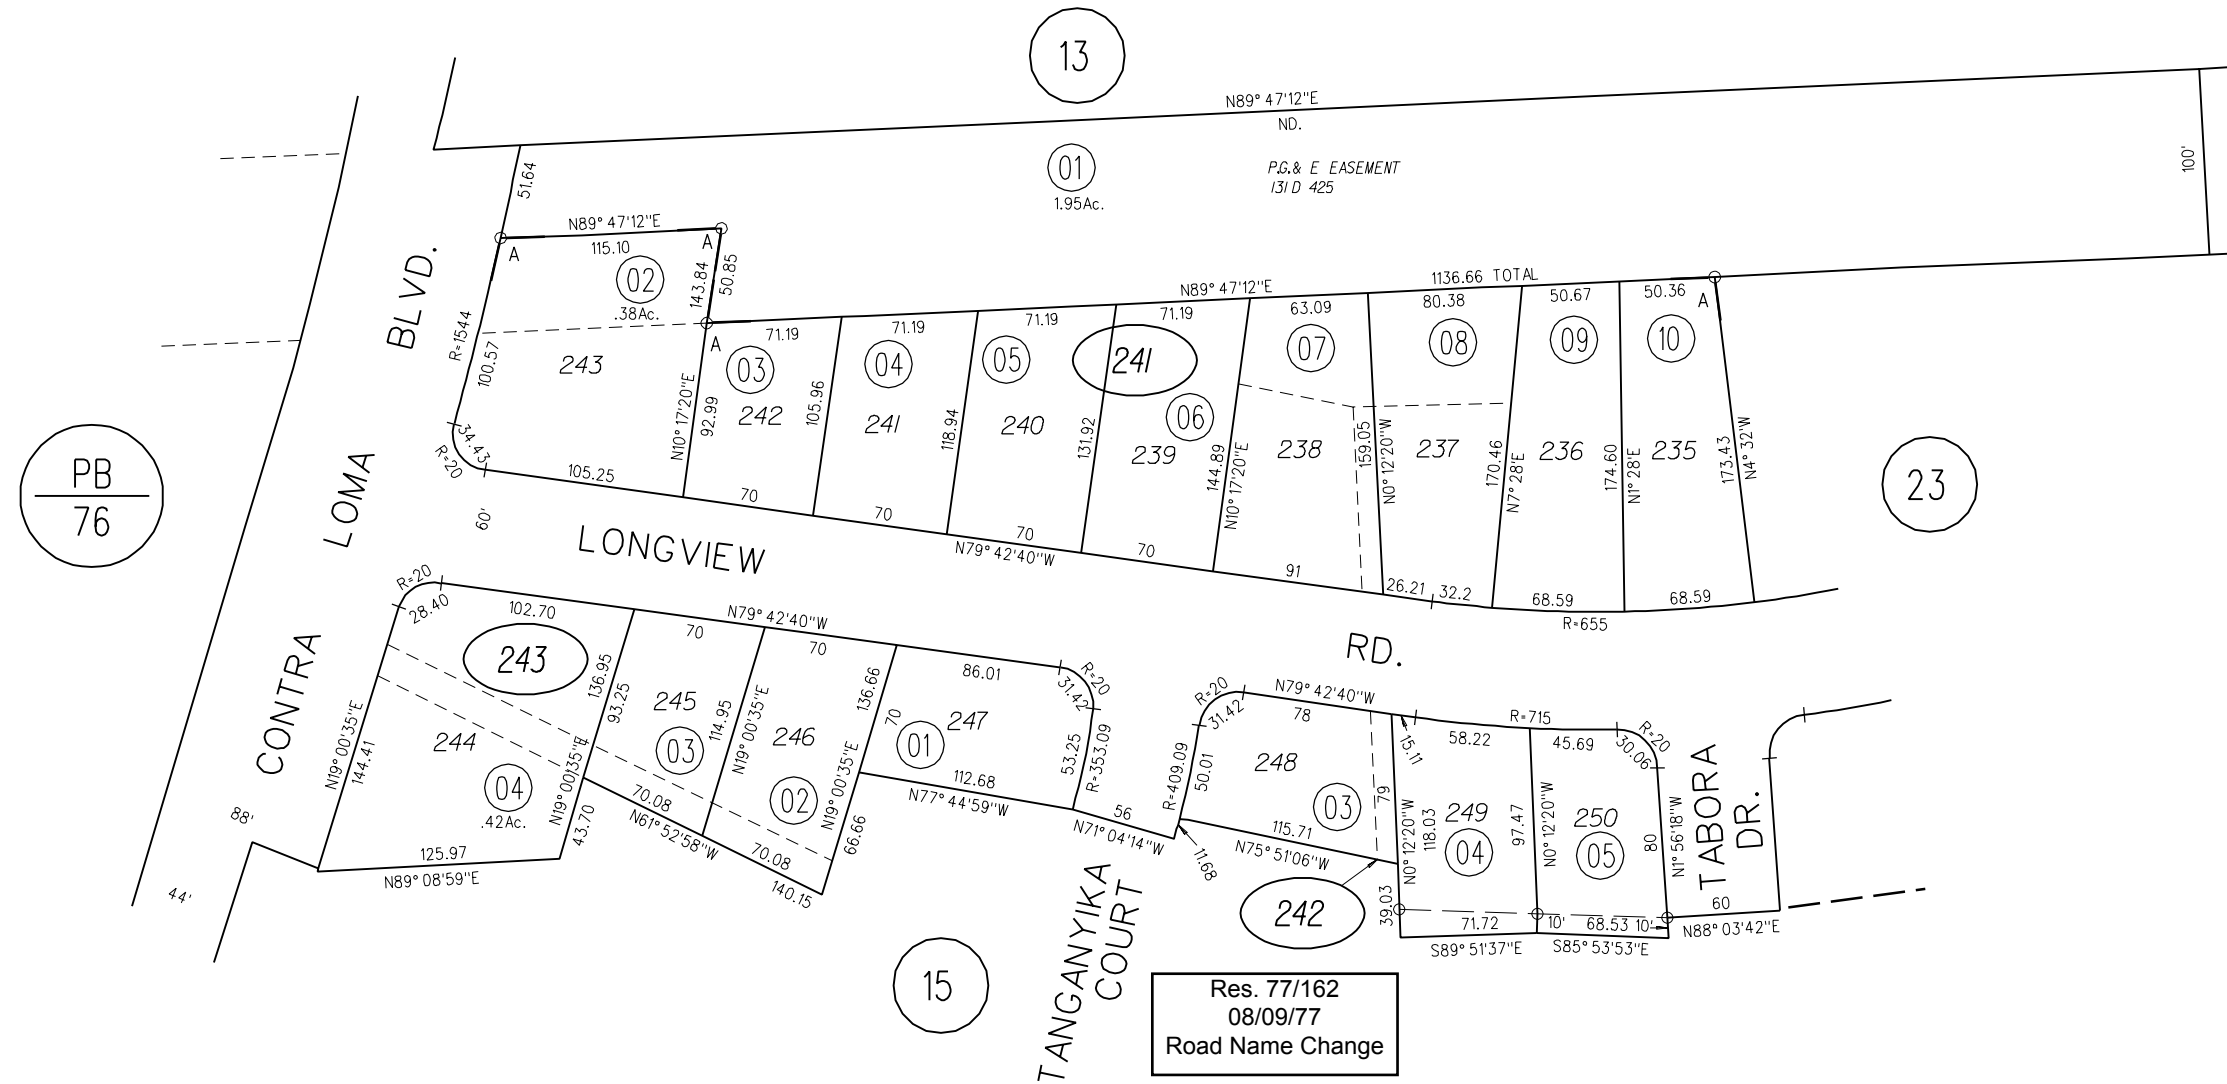 13
N89° 47'12"E
ND.
01
1.95Ac.
P.G.& E EASEMENT
131 D 425
100'
51.64
N89° 47'12"E
115.10
A
A
02
.38Ac.
143.84
50.85
R=1544
100.57
243
34.43
R=20
105.25
CONTRA LOMA BLVD.
PB
76
N89° 47'12"E
1136.66 TOTAL
A
71.19
03
242
N10° 17'20"E
92.99
70
71.19
04
241
105.96
70
71.19
05
240
118.94
70
241
71.19
06
239
131.92
70
63.09
07
238
144.89
N10° 17'20"E
91
80.38
08
237
159.05
N0° 12'20"W
26.21
32.2
50.67
09
236
170.46
N7° 28'E
68.59
50.36
A
10
235
174.60
N1° 28'E
173.43
N4° 32'W
68.59
R=655
23
60'
LONGVIEW RD.
N79° 42'40"W
R=20
28.40
102.70
243
N79° 42'40"W
136.95
93.25
N19° 00'35"E
144.41
244
04
.42Ac.
125.97
N89° 08'59"E
N19° 00'35"E
43.70
70
245
03
114.95
N19° 00'35"E
70.08
N61° 52'58"W
70
246
02
136.66
N19° 00'35"E
66.66
70.08
140.15
86.01
247
70
01
31.42
R=20
53.25
R=353.09
112.68
N77° 44'59"W
56
N71° 04'14"W
88'
44'
R=20
31.42
N79° 42'40"W
78
248
R=409.09
50.01
03
79
115.71
N75° 51'06"W
11.68
242
15.11
R=715
58.22
249
04
N0° 12'20"W
118.03
39.03
71.72
S89° 51'37"E
45.69
250
05
97.47
N0° 12'20"W
30.06
R=20
80
N1° 56'18"W
10'
68.53
10'
S85° 53'53"E
TABORA
DR.
60
N88° 03'42"E
15
TANGANYIKA
COURT
Res. 77/162
08/09/77
Road Name Change